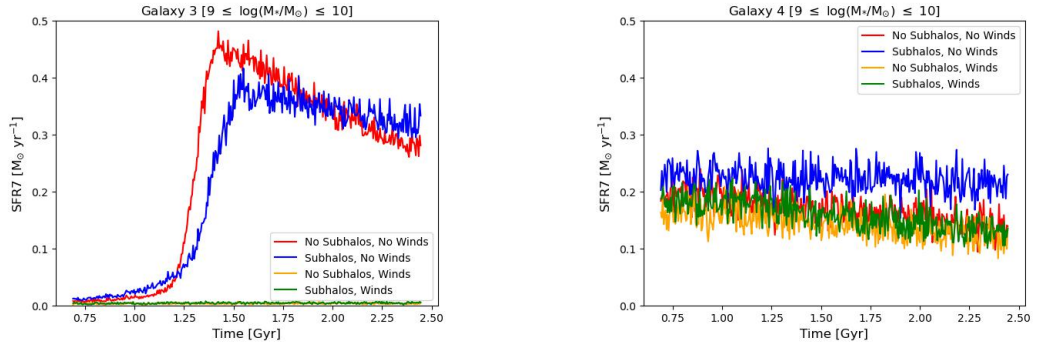 Galaxy 3 [9 ≤ log(M*/M⊙) ≤ 10]
SFR7 [M⊙ yr⁻¹]
0.5
0.4
0.3
0.2
0.1
0.0
No Subhalos, No Winds
Subhalos, No Winds
No Subhalos, Winds
Subhalos, Winds
0.75 1.00 1.25 1.50 1.75 2.00 2.25 2.50
Time [Gyr]
Galaxy 4 [9 ≤ log(M*/M⊙) ≤ 10]
SFR7 [M⊙ yr⁻¹]
0.5
0.4
0.3
0.2
0.1
0.0
No Subhalos, No Winds
Subhalos, No Winds
No Subhalos, Winds
Subhalos, Winds
0.75 1.00 1.25 1.50 1.75 2.00 2.25 2.50
Time [Gyr]